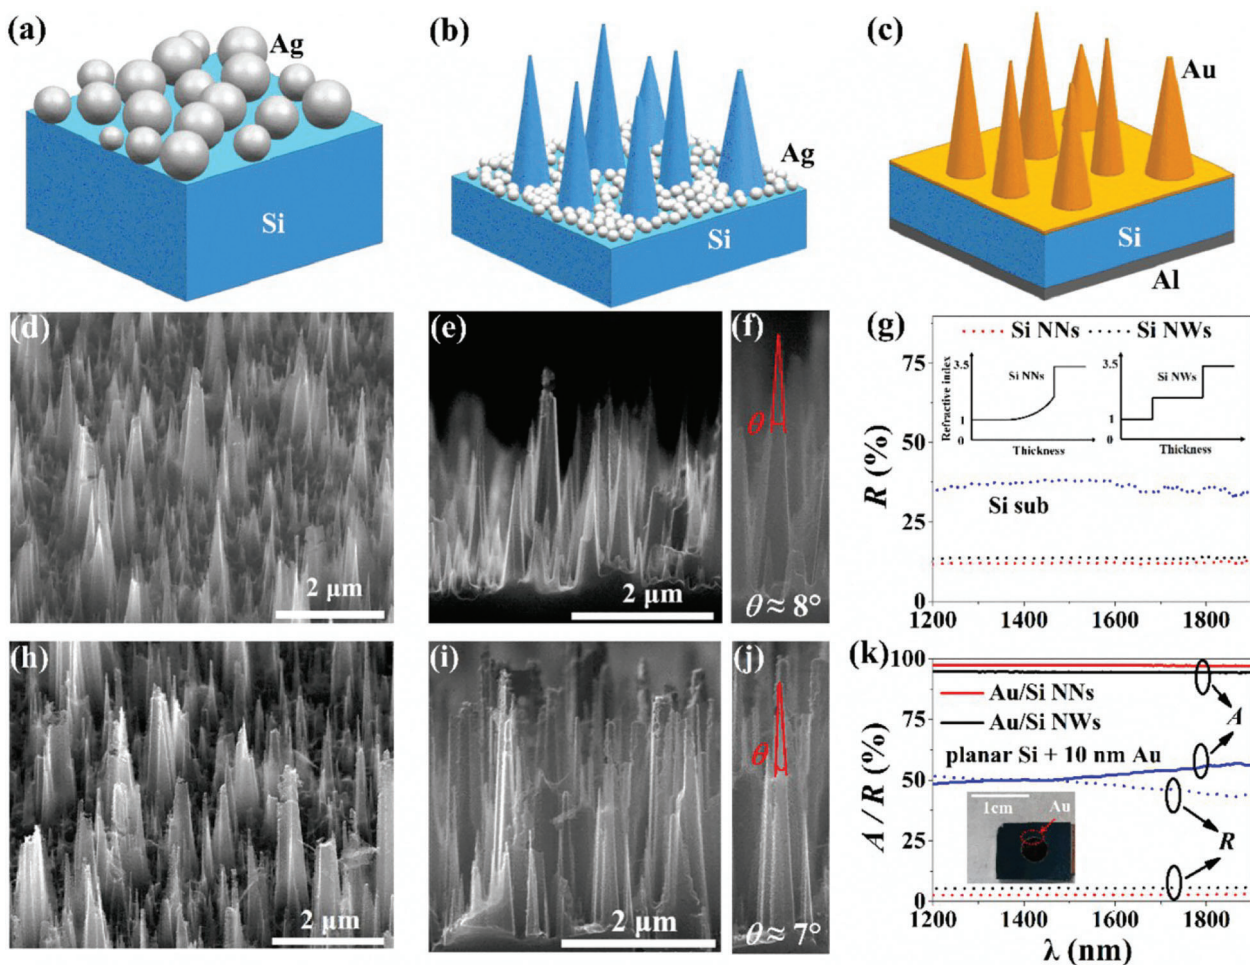 (a)
Ag
Si
(b)
Ag
Si
(c)
Au
Si
Al
(d)
2 μm
(e)
2 μm
(f)
θ
θ ≈ 8°
(g)
Si NNs Si NWs
75
50
25
0
R (%)
3.5
1
0
Refractive index
Si NNs
Thickness
3.5
1
0
Si NWs
Thickness
Si sub
1200 1400 1600 1800
(h)
2 μm
(i)
2 μm
(j)
θ
θ ≈ 7°
(k)
100
75
50
25
0
A / R (%)
Au/Si NNs
Au/Si NWs
A
planar Si + 10 nm Au
1cm
Au
R
1200 1400 1600 1800
λ (nm)